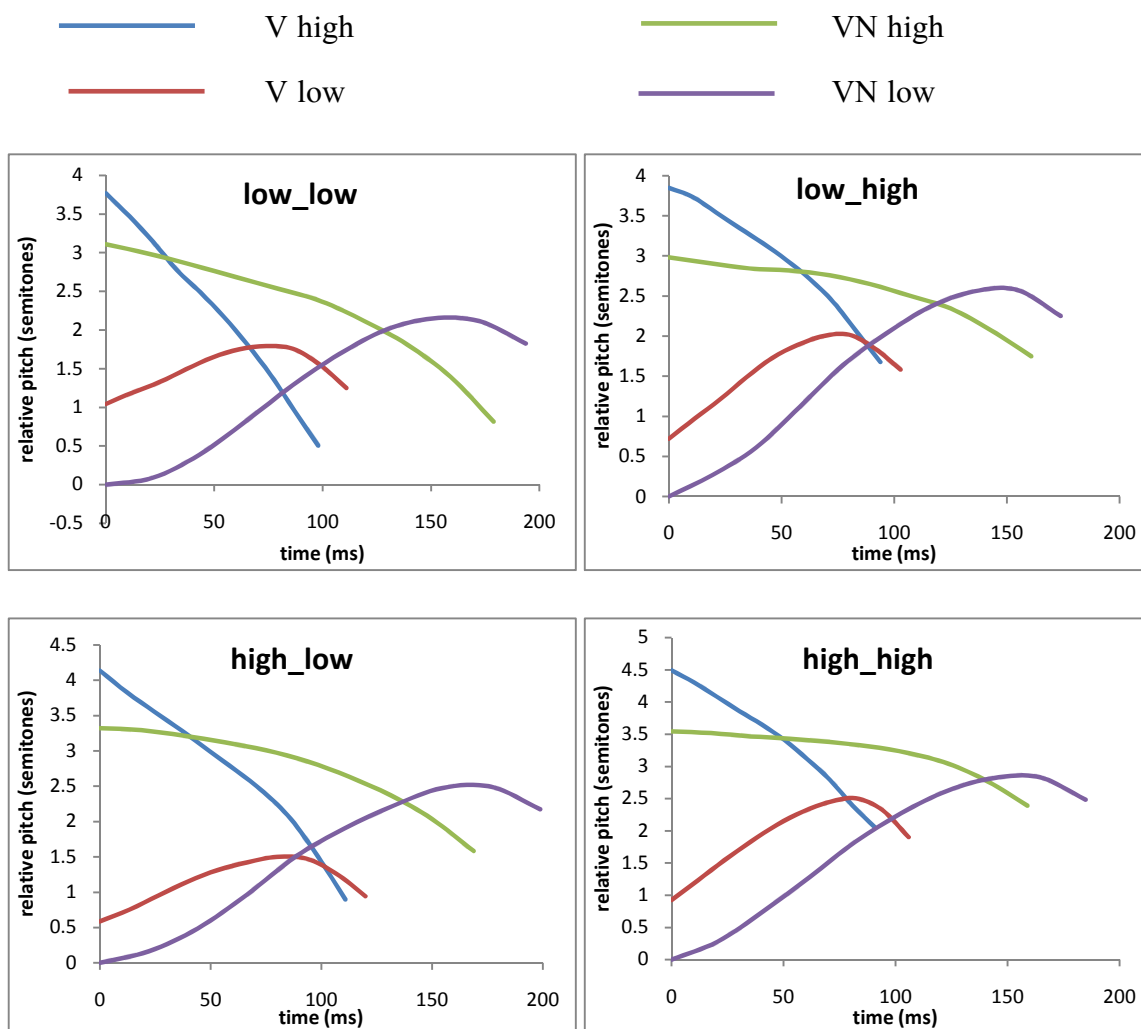 V high
VN high
V low
VN low
low_low
relative pitch (semitones)
4
3.5
3
2.5
2
1.5
1
0.5
0
-0.5
0 50 100 150 200
time (ms)
low_high
relative pitch (semitones)
4
3.5
3
2.5
2
1.5
1
0.5
0
0 50 100 150 200
time (ms)
high_low
relative pitch (semitones)
4.5
4
3.5
3
2.5
2
1.5
1
0.5
0
0 50 100 150 200
time (ms)
high_high
relative pitch (semitones)
5
4.5
4
3.5
3
2.5
2
1.5
1
0.5
0
0 50 100 150 200
time (ms)